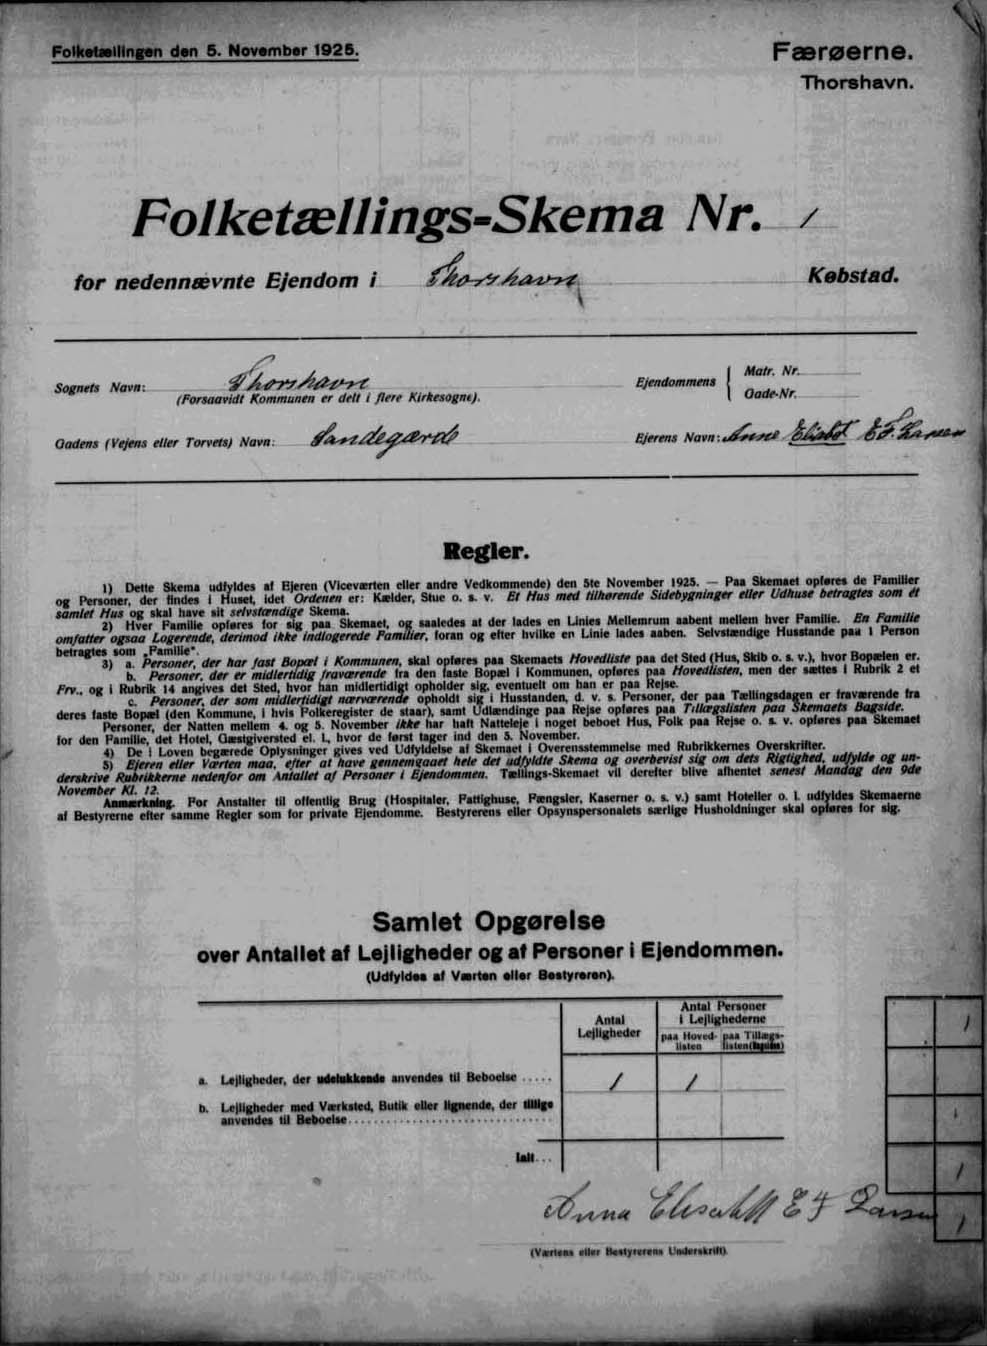 Folketællingen den 5. November 1925.
Færøerne.
Thorshavn.
Folketællings-Skema Nr. 1
for nedennævnte Ejendom i Thorshavn Købstad.
Sognets Navn: Thorshavn
(Forsaavidt Kommunen er delt i flere Kirkesogne).
Ejendommens
Matr. Nr.
Gade-Nr.
Gadens (Vejens eller Torvets) Navn: Sandegærde
Ejerens Navn: Anne Elisabet E F. Larsen
Regler.
1) Dette Skema udfyldes af Ejeren (Viceværten eller andre Vedkommende) den 5te November 1925. — Paa Skemaet opføres de Familier
og Personer, der findes i Huset, idet Ordenen er: Kælder, Stue o. s. v. Et Hus med tilhørende Sidebygninger eller Udhuse betragtes som ét
samlet Hus og skal have sit selvstændige Skema.
2) Hver Familie opføres for sig paa Skemaet, og saaledes at der lades en Linies Mellemrum aabent mellem hver Familie. En Familie
omfatter ogsaa Logerende, derimod ikke indlogerede Familier, foran og efter hvilke en Linie lades aaben. Selvstændige Husstande paa 1 Person
betragtes som „Familie“.
3) a. Personer, der har fast Bopæl i Kommunen, skal opføres paa Skemaets Hovedliste paa det Sted (Hus, Skib o. s. v.), hvor Bopælen er.
b. Personer, der er midlertidig fraværende fra den faste Bopæl i Kommunen, opføres paa Hovedlisten, men der sættes i Rubrik 2 et
Frv., og i Rubrik 14 angives det Sted, hvor han midlertidigt opholder sig, eventuelt om han er paa Rejse.
c. Personer, der som midlertidigt nærværende opholdt sig i Husstanden, d. v. s. Personer, der paa Tællingsdagen er fraværende fra
deres faste Bopæl (den Kommune, i hvis Folkeregister de staar), samt Udlændinge paa Rejse opføres paa Tillægslisten paa Skemaets Bagside.
Personer, der Natten mellem 4. og 5. November ikke har haft Natteleje i noget beboet Hus, Folk paa Rejse o. s. v. opføres paa Skemaet
for den Familie, det Hotel, Gæstgiversted el. l., hvor de først tager ind den 5. November.
4) De i Loven begærede Oplysninger gives ved Udfyldelse af Skemaet i Overensstemmelse med Rubrikkernes Overskrifter.
5) Ejeren eller Værten maa, efter at have gennemgaaet hele det udfyldte Skema og overbevist sig om dets Rigtighed, udfylde og un-
derskrive Rubrikkerne nedenfor om Antallet af Personer i Ejendommen. Tællings-Skemaet vil derefter blive afhentet senest Mandag den 9de
November Kl. 12.
Anmærkning. For Anstalter til offentlig Brug (Hospitaler, Fattighuse, Fængsler, Kaserner o. s. v.) samt Hoteller o. l. udfyldes Skemaerne
af Bestyrerne efter samme Regler som for private Ejendomme. Bestyrerens eller Opsynspersonalets særlige Husholdninger skal opføres for sig.
Samlet Opgørelse
over Antallet af Lejligheder og af Personer i Ejendommen.
(Udfyldes af Værten eller Bestyreren).
Antal
Lejligheder
Antal Personer
i Lejlighederne
paa Hoved-
listen
paa Tillægs-
listen (Bagsiden)
a. Lejligheder, der udelukkende anvendes til Beboelse ..... 1 1
b. Lejligheder med Værksted, Butik eller lignende, der tillige
anvendes til Beboelse
Ialt...
1
1
1
1
Anna Elisabeth E F Larsen
(Værtens eller Bestyrerens Underskrift).